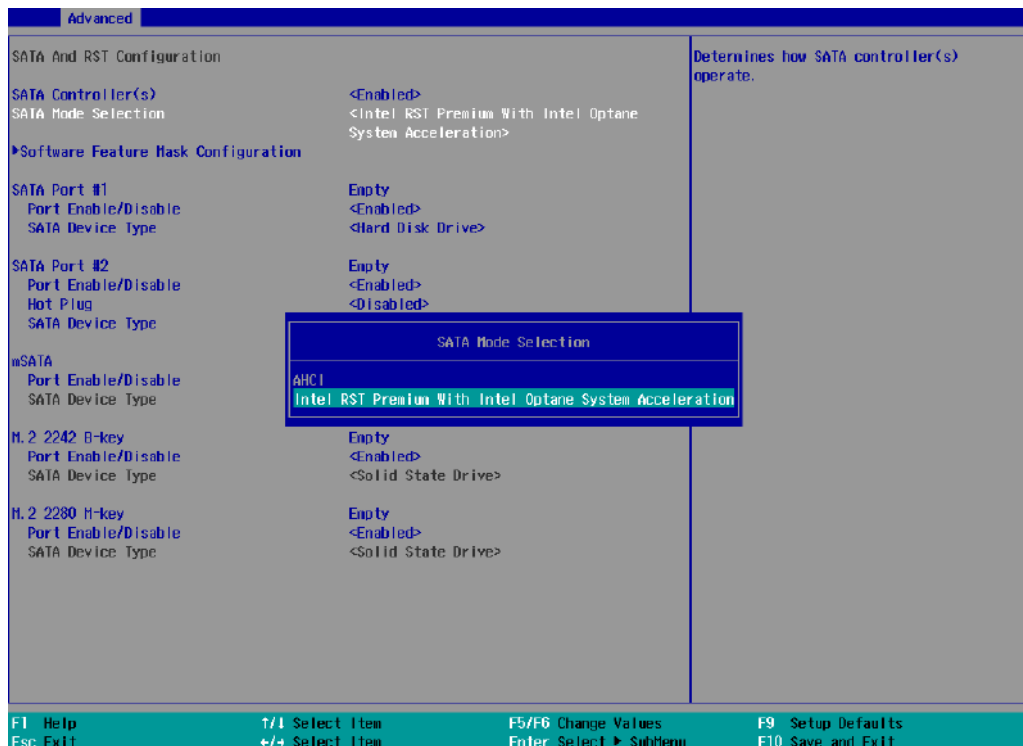 Advanced
SATA And RST Configuration
Determines how SATA controller(s)
operate.
SATA Controller(s) <Enabled>
SATA Mode Selection <Intel RST Premium With Intel Optane
System Acceleration>
▶Software Feature Mask Configuration
SATA Port #1 Empty
Port Enable/Disable <Enabled>
SATA Device Type <Hard Disk Drive>
SATA Port #2 Empty
Port Enable/Disable <Enabled>
Hot Plug <Disabled>
SATA Device Type
SATA Mode Selection
AHCI
Intel RST Premium With Intel Optane System Acceleration
mSATA
Port Enable/Disable
SATA Device Type
M.2 2242 B-key Empty
Port Enable/Disable <Enabled>
SATA Device Type <Solid State Drive>
M.2 2280 M-key Empty
Port Enable/Disable <Enabled>
SATA Device Type <Solid State Drive>
F1 Help ↑/↓ Select Item F5/F6 Change Values F9 Setup Defaults
Esc Exit ←/→ Select Item Enter Select ▶ SubMenu F10 Save and Exit